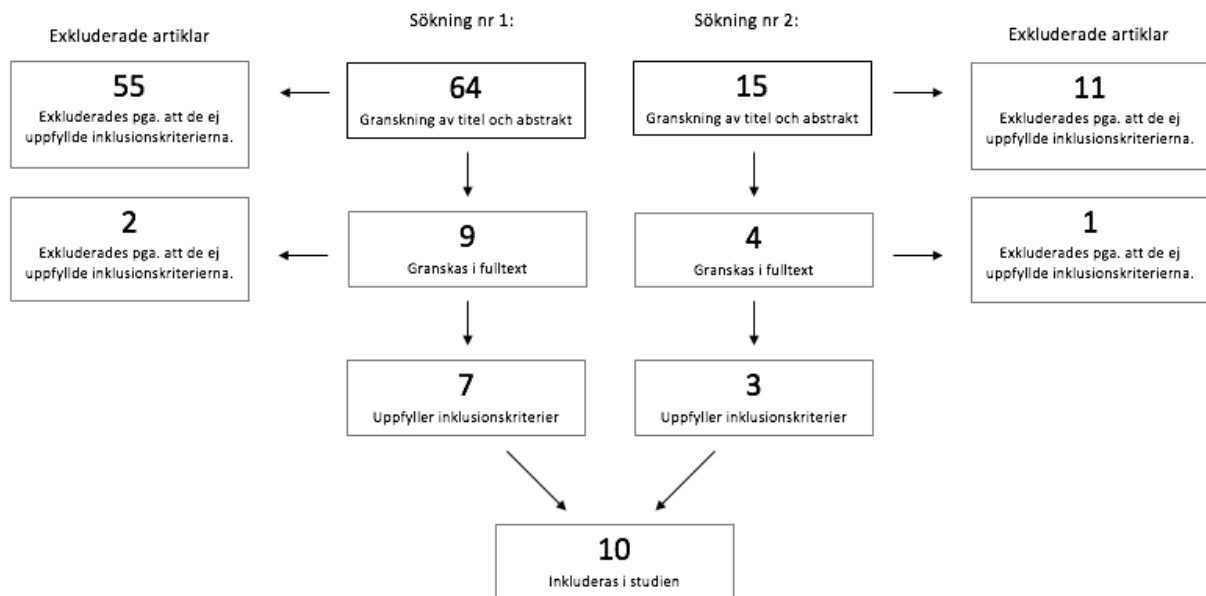 Exkluderade artiklar
Sökning nr 1:
Sökning nr 2:
Exkluderade artiklar
55
Exkluderades pga. att de ej
uppfyllde inklusionskriterierna.
64
Granskning av titel och abstrakt
15
Granskning av titel och abstrakt
11
Exkluderades pga. att de ej
uppfyllde inklusionskriterierna.
2
Exkluderades pga. att de ej
uppfyllde inklusionskriterierna.
9
Granskas i fulltext
4
Granskas i fulltext
1
Exkluderades pga. att de ej
uppfyllde inklusionskriterierna.
7
Uppfyller inklusionskriterier
3
Uppfyller inklusionskriterier
10
Inkluderas i studien